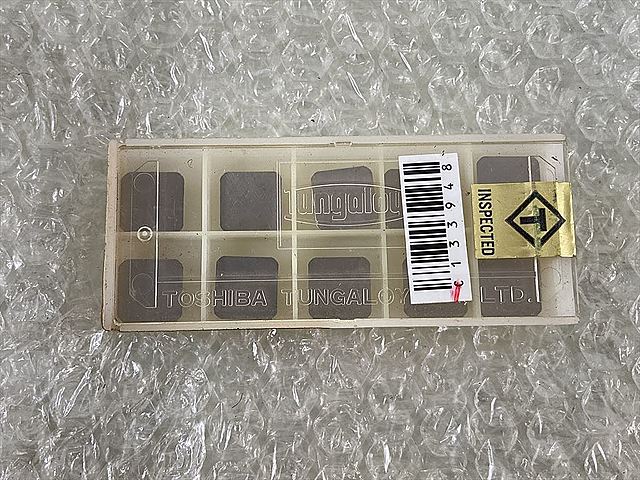 Tungaloy
TOSHIBA TUNGALOY LTD.
C133948
INSPECTED
T